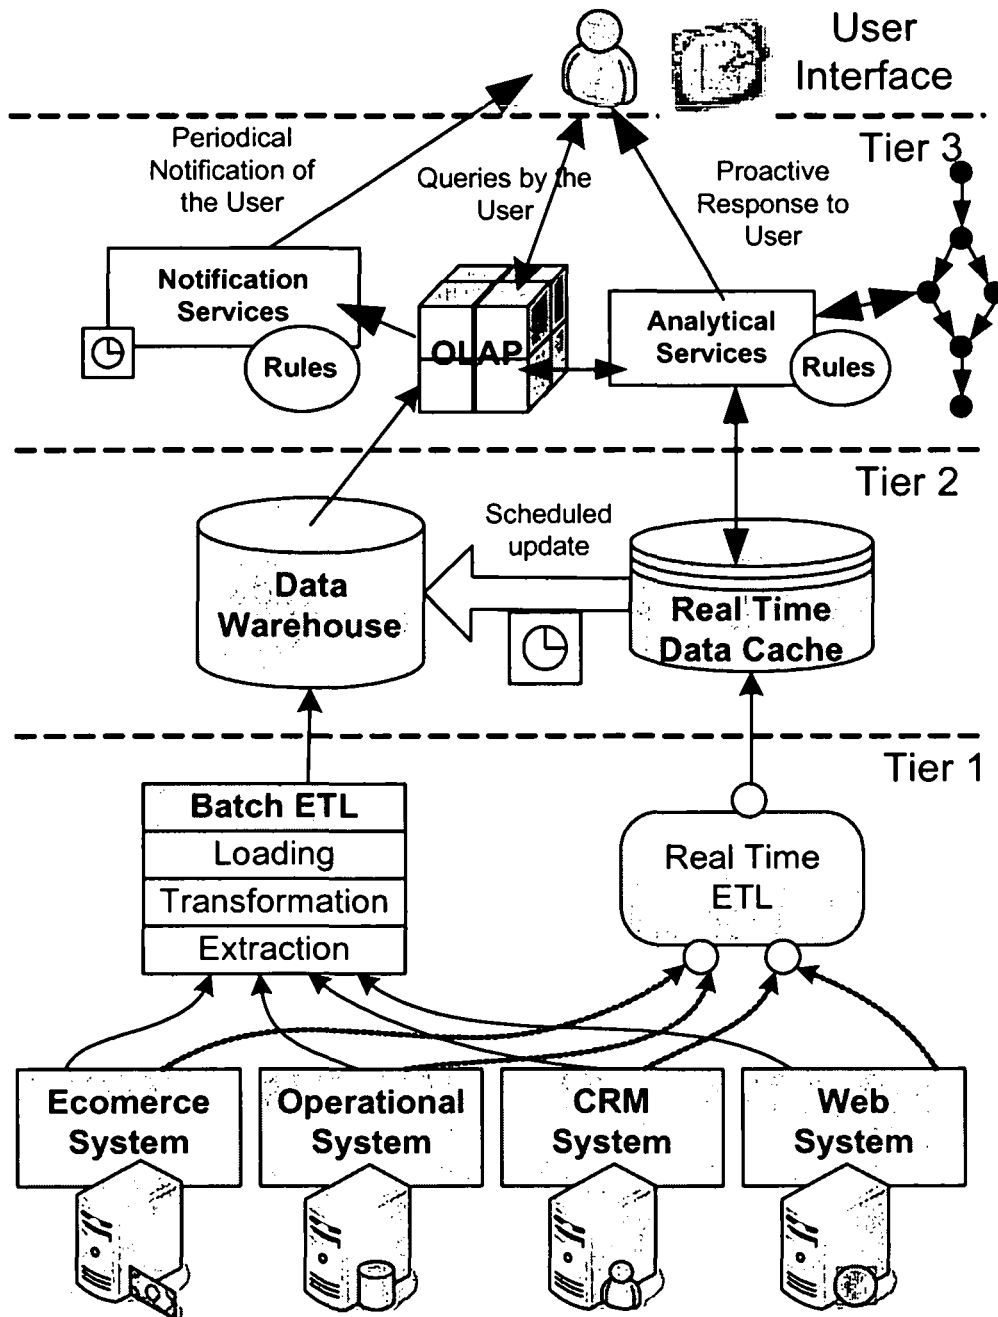 User
Interface
Periodical
Notification of
the User
Queries by the
User
Proactive
Response to
User
Tier 3
Notification
Services
Rules
OLAP
Analytical
Services
Rules
Tier 2
Scheduled
update
Data
Warehouse
Real Time
Data Cache
Tier 1
Batch ETL
Loading
Transformation
Extraction
Real Time
ETL
Ecomerce
System
Operational
System
CRM
System
Web
System